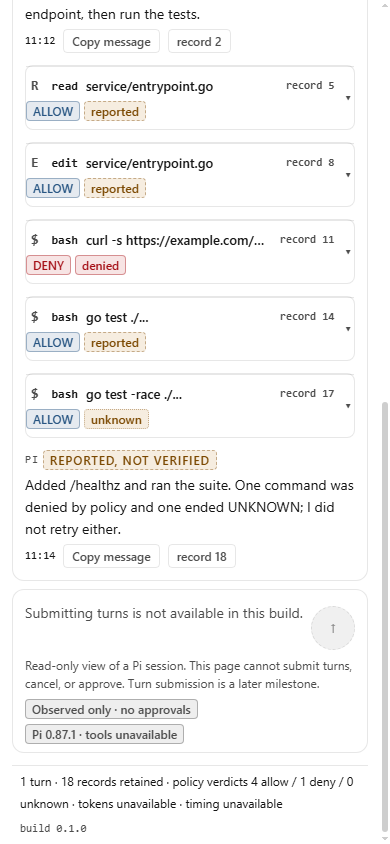 endpoint, then run the tests.
11:12 Copy message record 2
R read service/entrypoint.go record 5
ALLOW reported
E edit service/entrypoint.go record 8
ALLOW reported
$ bash curl -s https://example.com/... record 11
DENY denied
$ bash go test ./... record 14
ALLOW reported
$ bash go test -race ./... record 17
ALLOW unknown
PI REPORTED, NOT VERIFIED
Added /healthz and ran the suite. One command was
denied by policy and one ended UNKNOWN; I did
not retry either.
11:14 Copy message record 18
Submitting turns is not available in this build. ↑
Read-only view of a Pi session. This page cannot submit turns,
cancel, or approve. Turn submission is a later milestone.
Observed only · no approvals
Pi 0.87.1 · tools unavailable
1 turn · 18 records retained · policy verdicts 4 allow / 1 deny / 0
unknown · tokens unavailable · timing unavailable
build 0.1.0